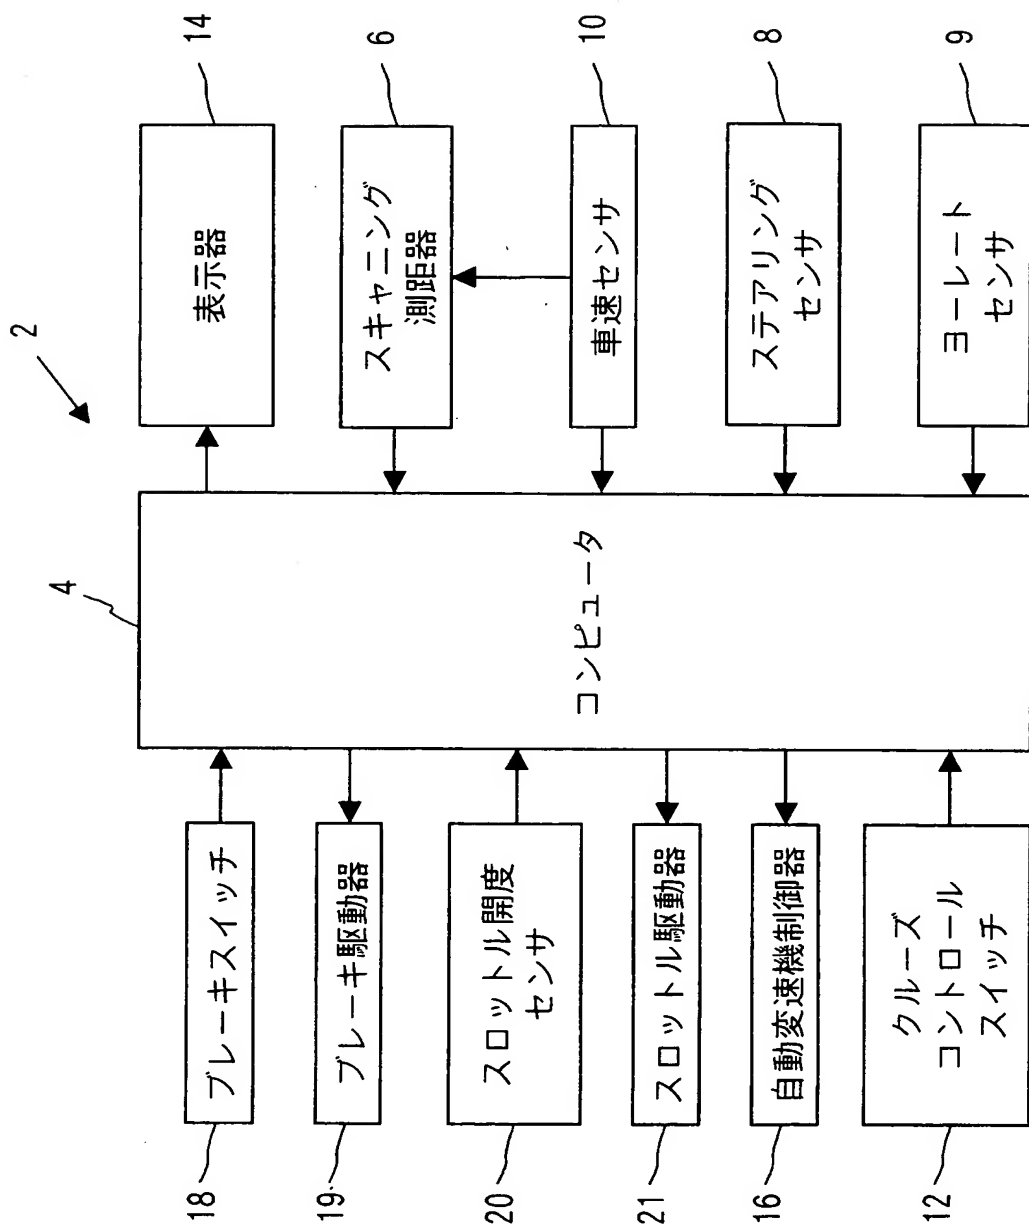 2
4
18
ブレーキスイッチ
19
ブレーキ駆動器
20
スロットル開度
センサ
21
スロットル駆動器
16
自動変速機制御器
12
クルーズ
コントロール
スイッチ
コンピュータ
表示器
14
スキャニング
測距器
6
車速センサ
10
ステアリング
センサ
8
ヨーレート
センサ
9